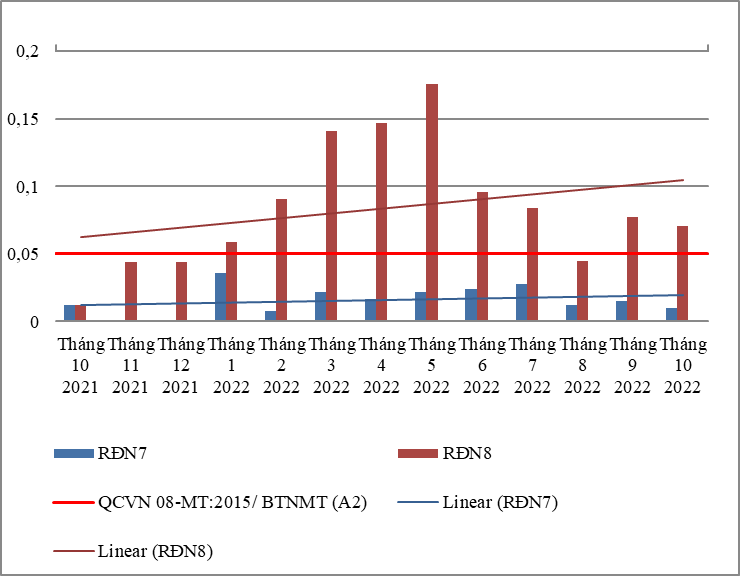 0,2
0,15
0,1
0,05
0
Tháng Tháng Tháng Tháng Tháng Tháng Tháng Tháng Tháng Tháng Tháng Tháng Tháng
10 11 12 1 2 3 4 5 6 7 8 9 10
2021 2021 2021 2022 2022 2022 2022 2022 2022 2022 2022 2022 2022
RĐN7 RĐN8
QCVN 08-MT:2015/ BTNMT (A2) Linear (RĐN7)
Linear (RĐN8)